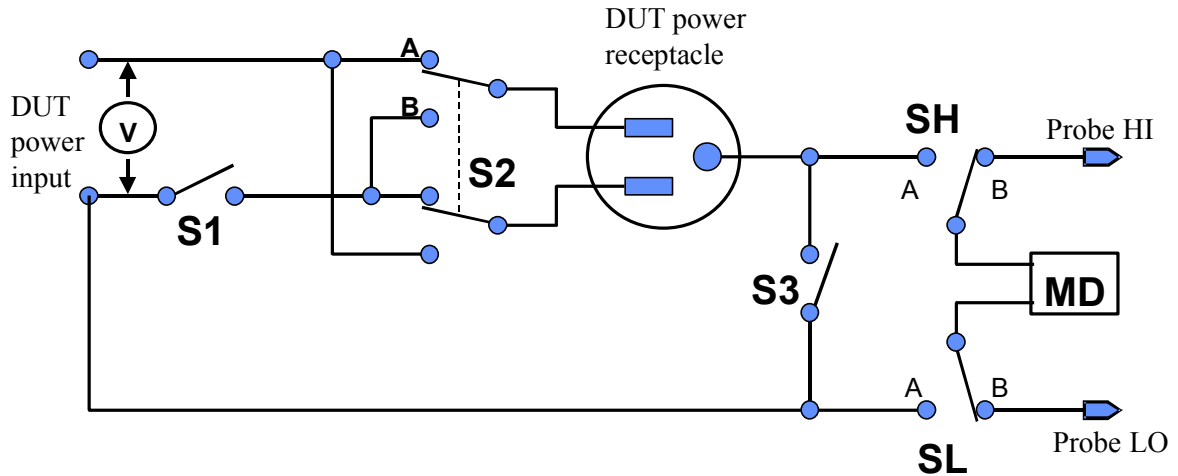 DUT power
receptacle
A
DUT
power
input
V
B
S1
S2
SH
Probe HI
A
B
S3
MD
A
B
Probe LO
SL